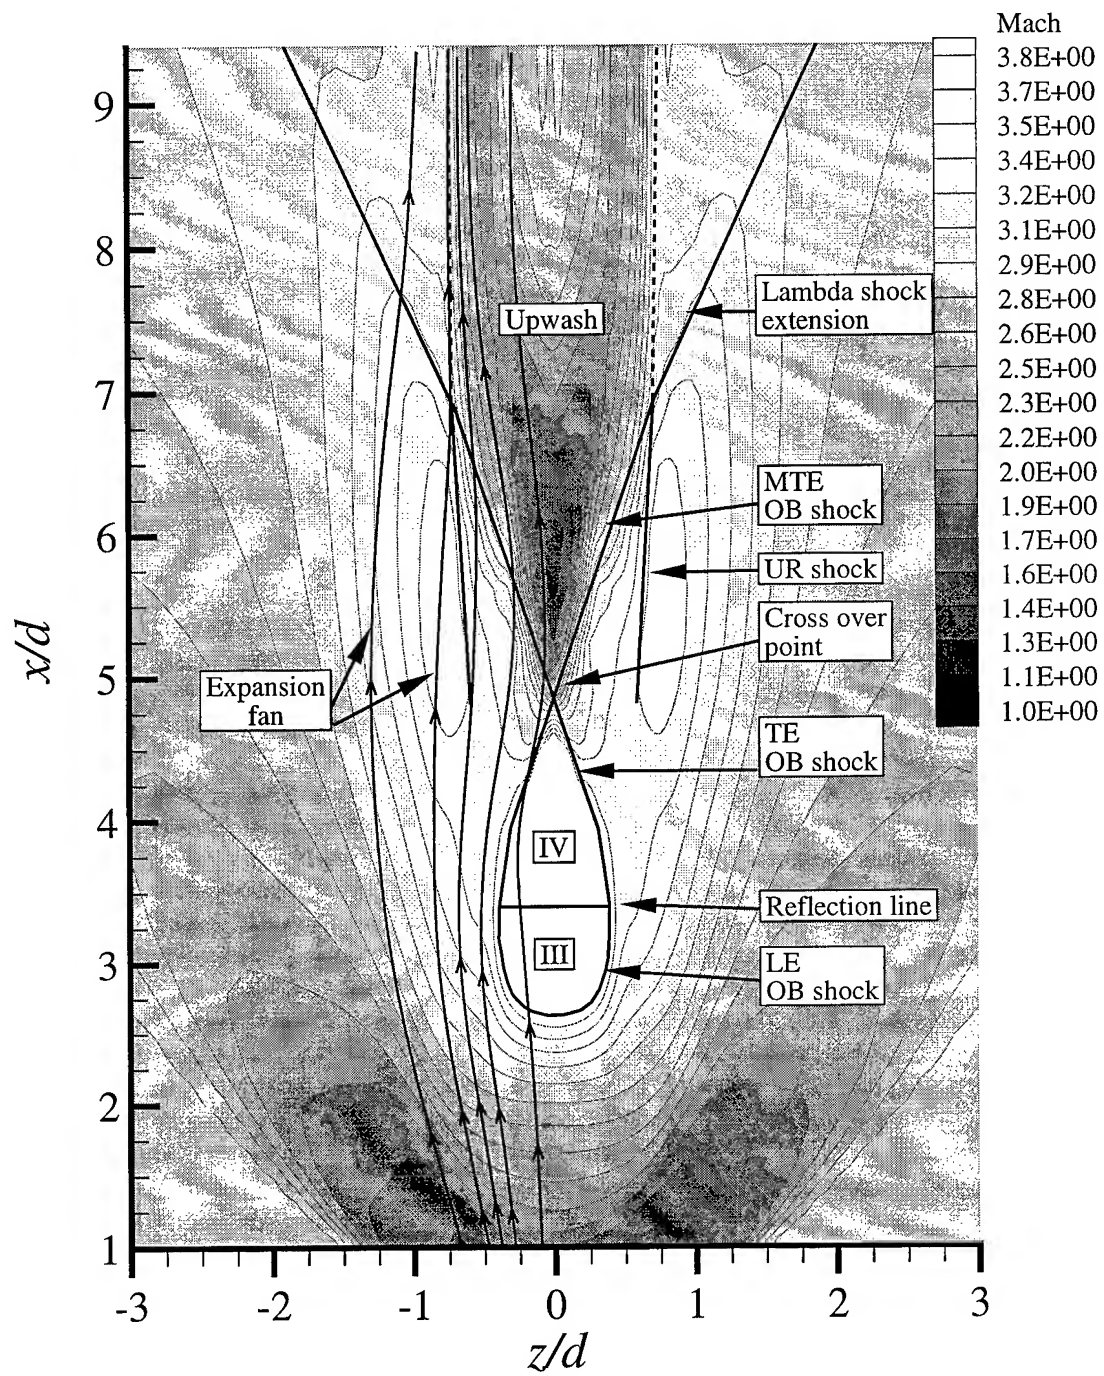 Mach
3.8E+00
3.7E+00
3.5E+00
3.4E+00
3.2E+00
3.1E+00
2.9E+00
2.8E+00
2.6E+00
2.5E+00
2.3E+00
2.2E+00
2.0E+00
1.9E+00
1.7E+00
1.6E+00
1.4E+00
1.3E+00
1.1E+00
1.0E+00
9
8
7
6
5
4
3
2
1
x/d
Upwash
Lambda shock
extension
MTE
OB shock
UR shock
Cross over
point
Expansion
fan
TE
OB shock
IV
Reflection line
III
LE
OB shock
-3
-2
-1
0
1
2
3
z/d